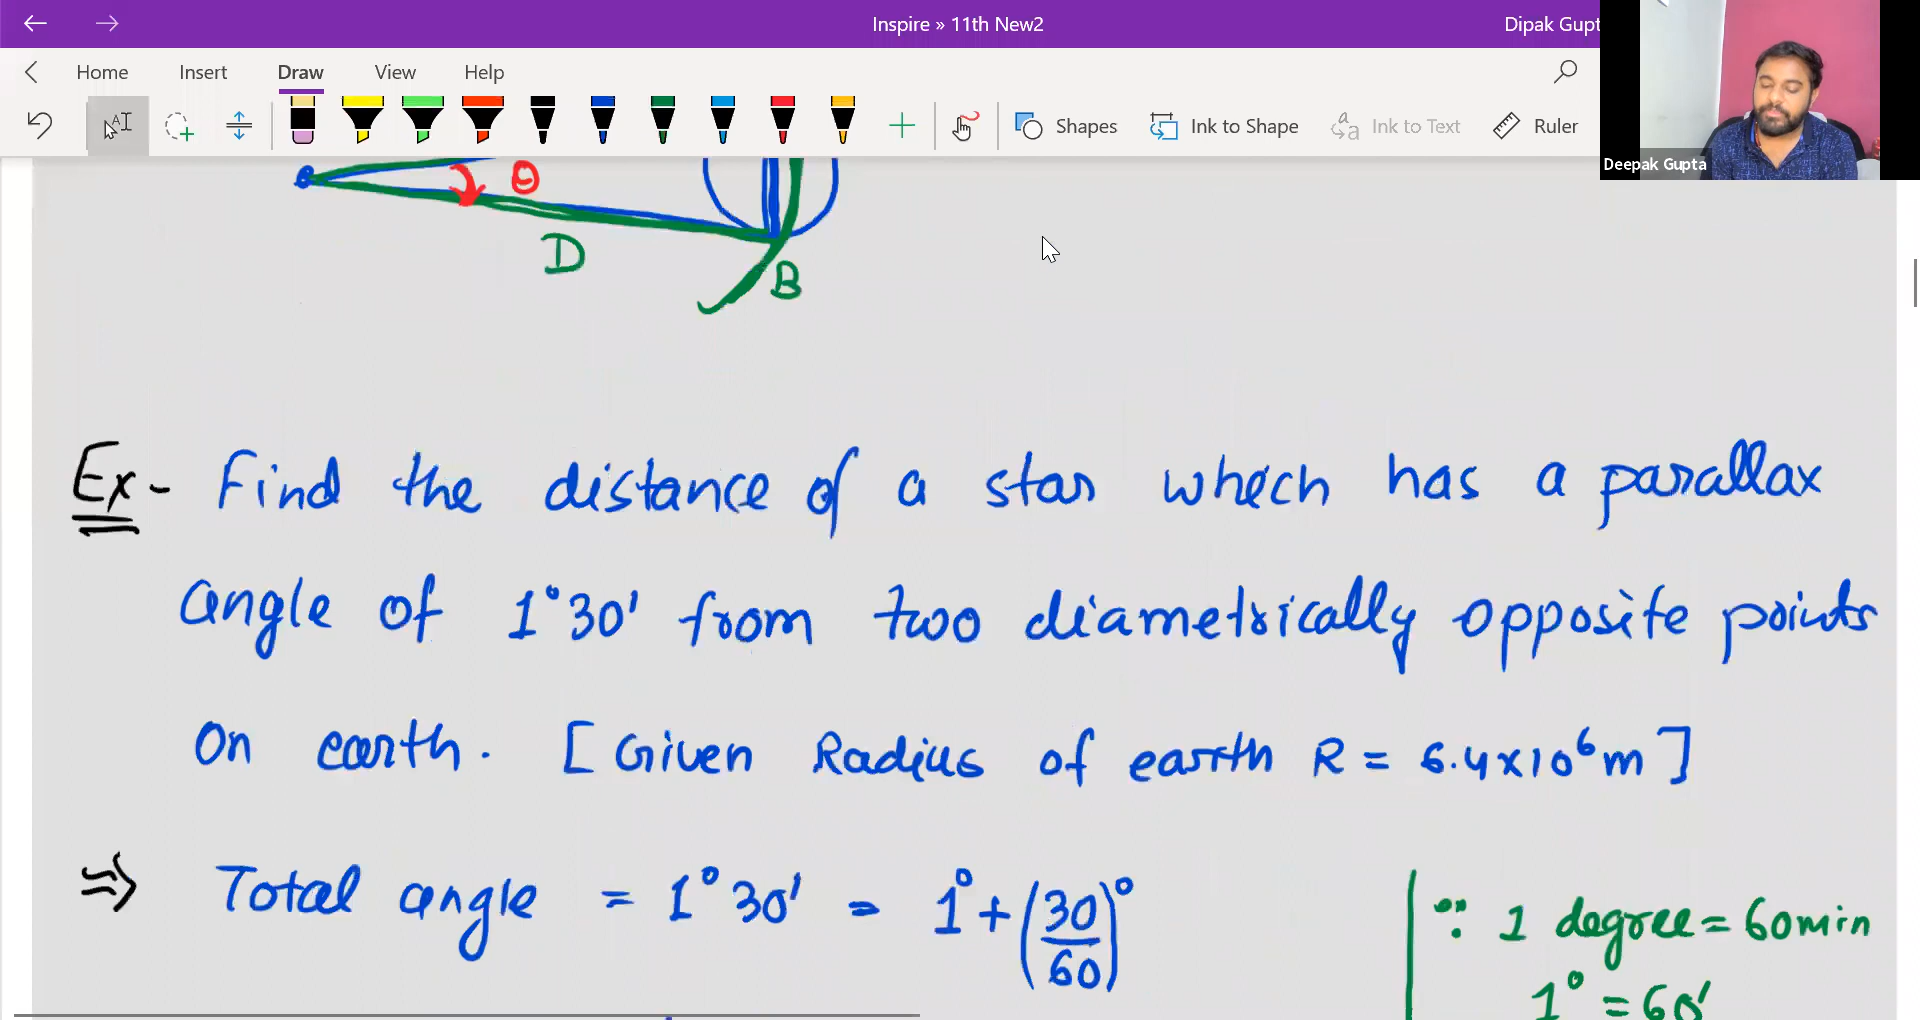 Inspire » 11th New2
Dipak Gupt
Home Insert Draw View Help
Shapes Ink to Shape Ink to Text Ruler
Deepak Gupta
θ
D
B
Ex- Find the distance of a star which has a parallax
angle of 1°30' from two diametrically opposite points
on earth. [Given Radius of earth R = 6.4x10⁶m]
⇒ Total angle = 1°30' = 1°+(30/60)°
∵ 1 degree = 60min
1° = 60'